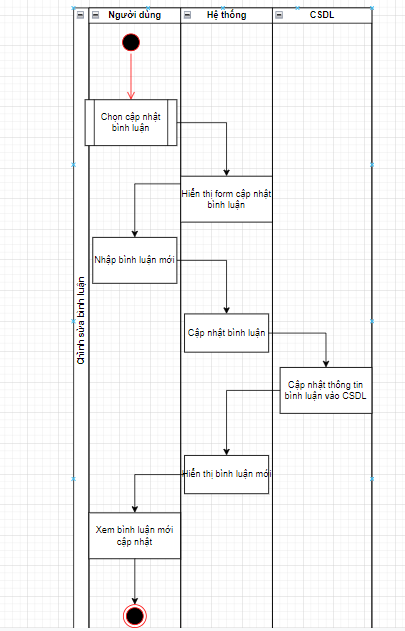 Người dùng
Hệ thống
CSDL
Chỉnh sửa bình luận
Chọn cập nhật
bình luận
Hiển thị form cập nhật
bình luận
Nhập bình luận mới
Cập nhật bình luận
Cập nhật thông tin
bình luận vào CSDL
Hiển thị bình luận mới
Xem bình luận mới
cập nhật